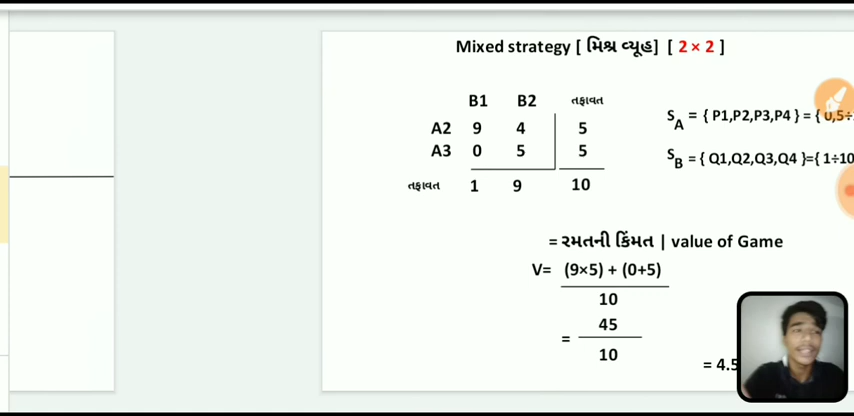 Mixed strategy [ મિશ્ર વ્યૂહ] [ 2 × 2 ]
B1 B2 તફાવત
A2 9 4 5
A3 0 5 5
તફાવત 1 9 10
SA = { P1,P2,P3,P4 } = { 0,5÷
SB = { Q1,Q2,Q3,Q4 }={ 1÷10
= રમતની કિંમત | value of Game
V= (9×5) + (0+5)
10
= 45
10
= 4.5